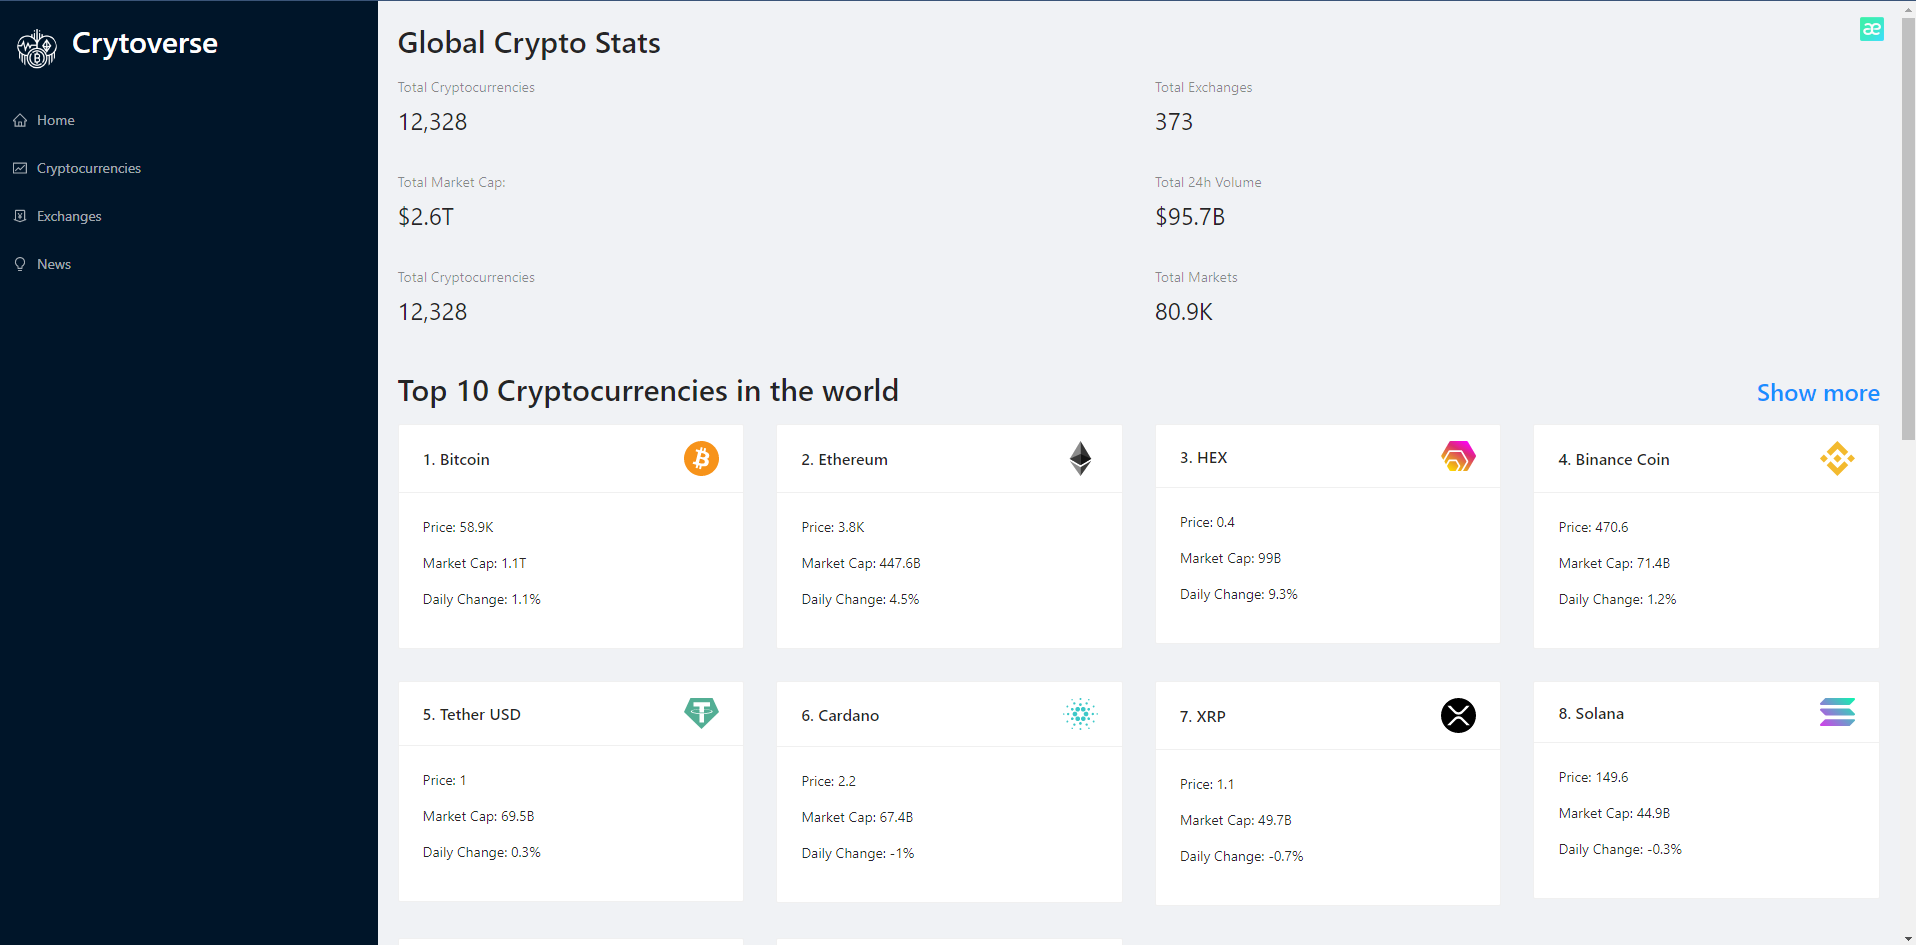 Crytoverse
Home
Cryptocurrencies
Exchanges
News
Global Crypto Stats
æ
Total Cryptocurrencies
12,328
Total Exchanges
373
Total Market Cap:
$2.6T
Total 24h Volume
$95.7B
Total Cryptocurrencies
12,328
Total Markets
80.9K
Top 10 Cryptocurrencies in the world
Show more
1. Bitcoin
Price: 58.9K
Market Cap: 1.1T
Daily Change: 1.1%
2. Ethereum
Price: 3.8K
Market Cap: 447.6B
Daily Change: 4.5%
3. HEX
Price: 0.4
Market Cap: 99B
Daily Change: 9.3%
4. Binance Coin
Price: 470.6
Market Cap: 71.4B
Daily Change: 1.2%
5. Tether USD
Price: 1
Market Cap: 69.5B
Daily Change: 0.3%
6. Cardano
Price: 2.2
Market Cap: 67.4B
Daily Change: -1%
7. XRP
Price: 1.1
Market Cap: 49.7B
Daily Change: -0.7%
8. Solana
Price: 149.6
Market Cap: 44.9B
Daily Change: -0.3%